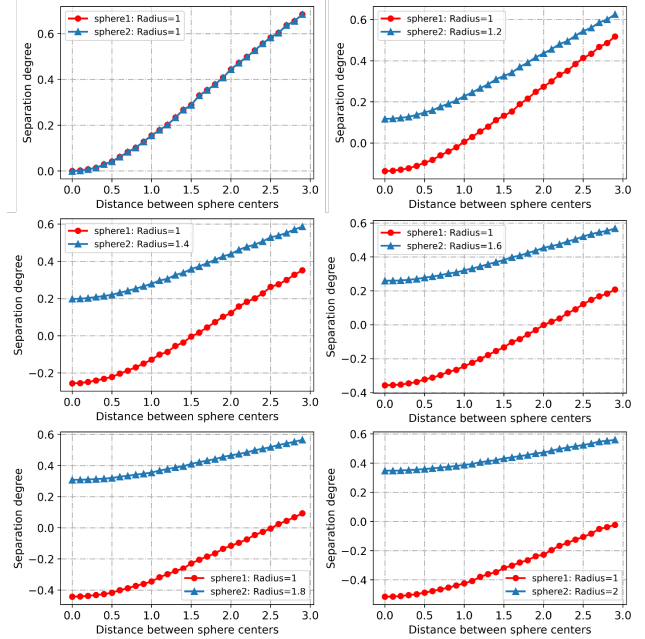 sphere1: Radius=1
sphere2: Radius=1
Separation degree
0.6
0.4
0.2
0.0
0.0 0.5 1.0 1.5 2.0 2.5 3.0
Distance between sphere centers
sphere1: Radius=1
sphere2: Radius=1.2
Separation degree
0.6
0.4
0.2
0.0
0.0 0.5 1.0 1.5 2.0 2.5 3.0
Distance between sphere centers
sphere1: Radius=1
sphere2: Radius=1.4
Separation degree
0.6
0.4
0.2
0.0
−0.2
0.0 0.5 1.0 1.5 2.0 2.5 3.0
Distance between sphere centers
sphere1: Radius=1
sphere2: Radius=1.6
Separation degree
0.6
0.4
0.2
0.0
−0.2
−0.4
0.0 0.5 1.0 1.5 2.0 2.5 3.0
Distance between sphere centers
Separation degree
0.6
0.4
0.2
0.0
−0.2
−0.4
sphere1: Radius=1
sphere2: Radius=1.8
0.0 0.5 1.0 1.5 2.0 2.5 3.0
Distance between sphere centers
Separation degree
0.6
0.4
0.2
0.0
−0.2
−0.4
sphere1: Radius=1
sphere2: Radius=2
0.0 0.5 1.0 1.5 2.0 2.5 3.0
Distance between sphere centers